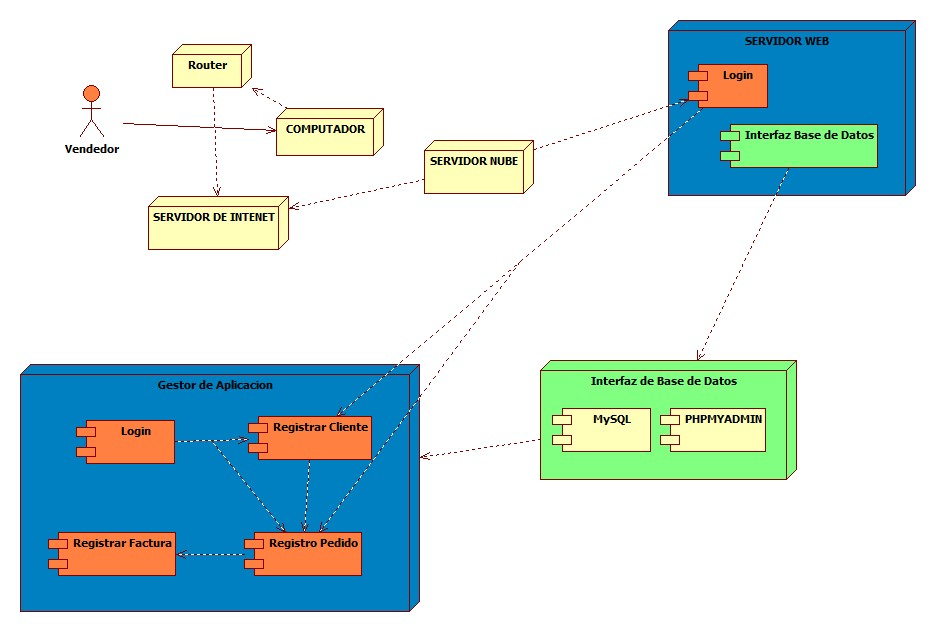 SERVIDOR WEB
Router
Login
COMPUTADOR
Interfaz Base de Datos
Vendedor
SERVIDOR NUBE
SERVIDOR DE INTENET
Gestor de Aplicacion
Interfaz de Base de Datos
MySQL
PHPMYADMIN
Login
Registrar Cliente
Registrar Factura
Registro Pedido